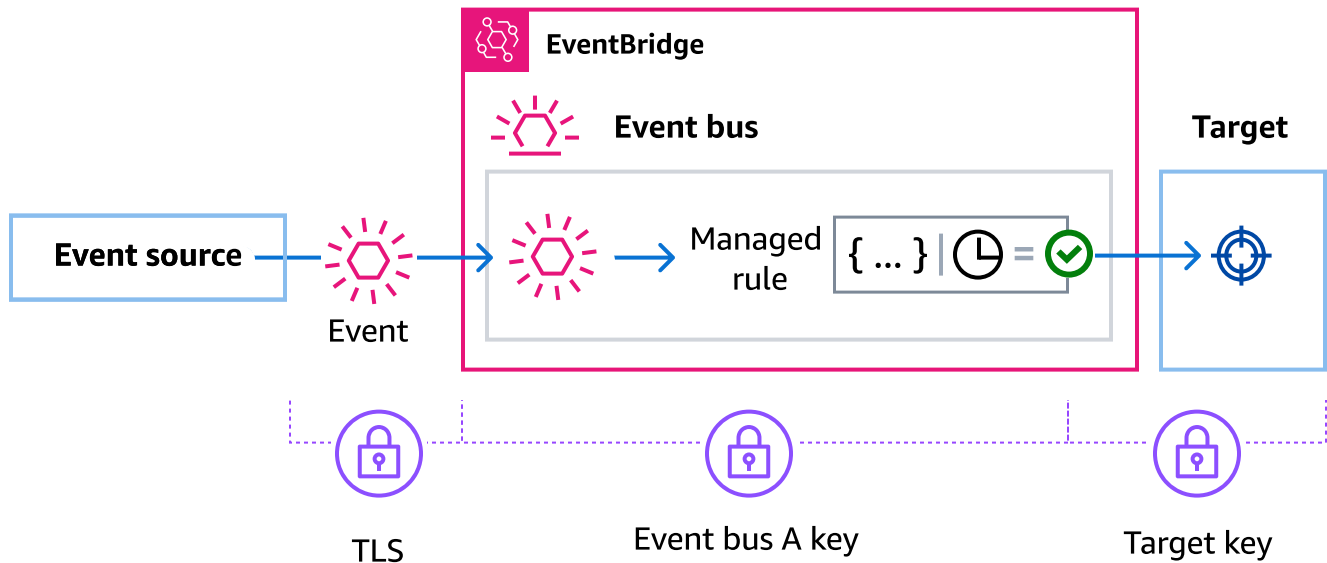 EventBridge
Event bus
Target
Event source
Event
Managed
rule
{ ... } | =
TLS
Event bus A key
Target key